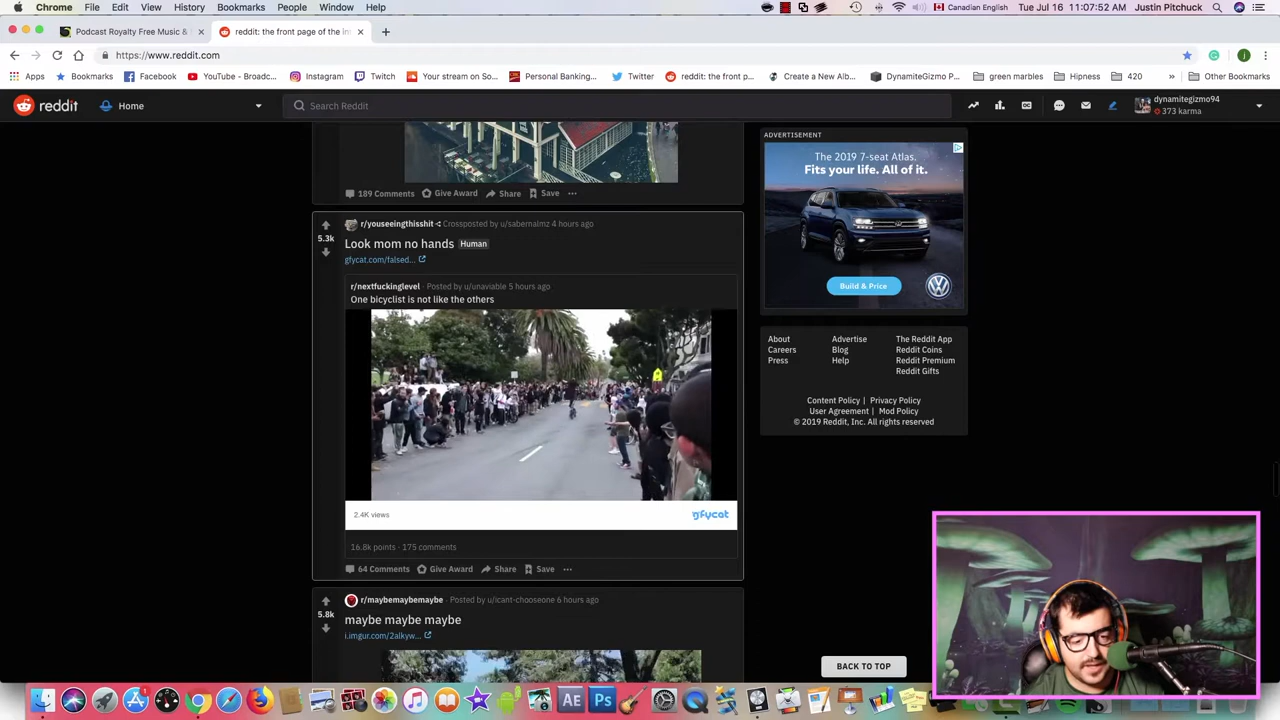 Chrome File Edit View History Bookmarks People Window Help Canadian English Tue Jul 16 11:07:52 AM Justin Pitchuck
Podcast Royalty Free Music & reddit: the front page of the in
https://www.reddit.com
Apps Bookmarks Facebook YouTube - Broadc... Instagram Twitch Your stream on So... Personal Banking... Twitter reddit: the front p... Create a New Alb... DynamiteGizmo P... green marbles Hipness 420 » Other Bookmarks
reddit Home Search Reddit dynamitegizmo94
373 karma
189 Comments Give Award Share Save
ADVERTISEMENT
The 2019 7-seat Atlas.
Fits your life. All of it.
Build & Price
r/youseeingthisshit Crossposted by u/sabernalmz 4 hours ago
5.3k
Look mom no hands Human
gfycat.com/falsed...
r/nextfuckinglevel · Posted by u/unaviable 5 hours ago
One bicyclist is not like the others
2.4K views gfycat
16.8k points · 175 comments
64 Comments Give Award Share Save
About Advertise The Reddit App
Careers Blog Reddit Coins
Press Help Reddit Premium
Reddit Gifts
Content Policy | Privacy Policy
User Agreement | Mod Policy
© 2019 Reddit, Inc. All rights reserved
r/maybemaybemaybe · Posted by u/icant-chooseone 6 hours ago
5.8k
maybe maybe maybe
i.imgur.com/2alkyw...
BACK TO TOP
1
AE Ps